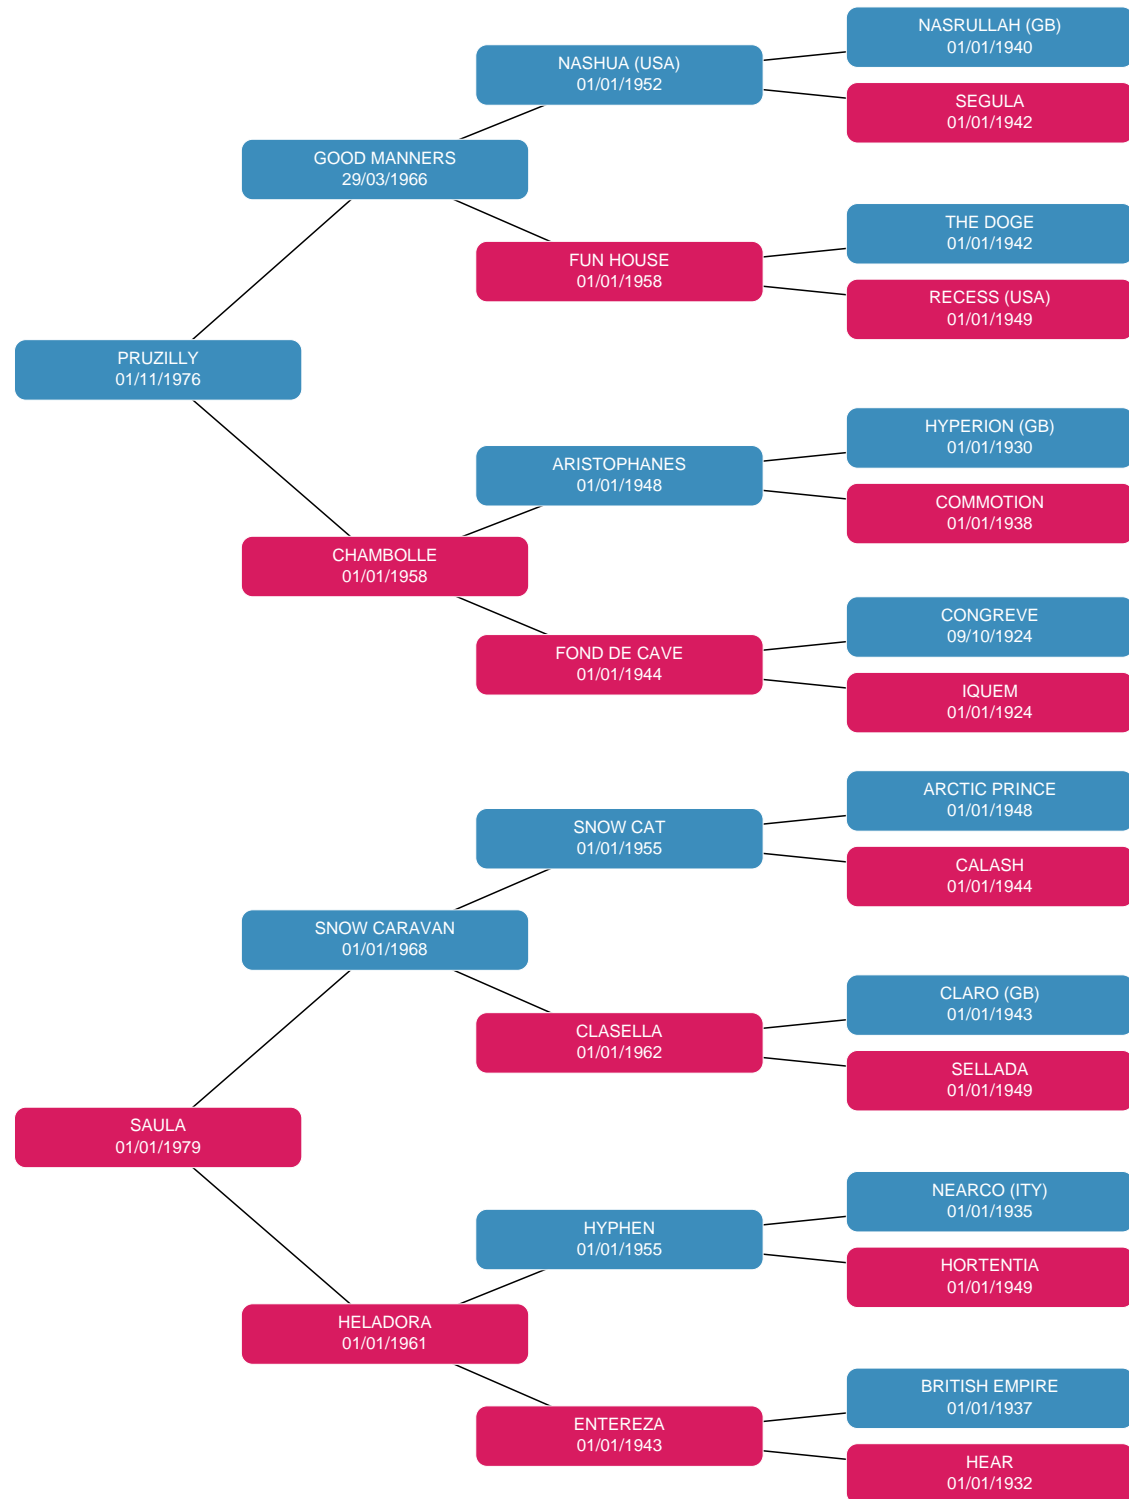 NASRULLAH (GB)
01/01/1940
NASHUA (USA)
01/01/1952
SEGULA
01/01/1942
GOOD MANNERS
29/03/1966
THE DOGE
01/01/1942
FUN HOUSE
01/01/1958
RECESS (USA)
01/01/1949
PRUZILLY
01/11/1976
HYPERION (GB)
01/01/1930
ARISTOPHANES
01/01/1948
COMMOTION
01/01/1938
CHAMBOLLE
01/01/1958
CONGREVE
09/10/1924
FOND DE CAVE
01/01/1944
IQUEM
01/01/1924
ARCTIC PRINCE
01/01/1948
SNOW CAT
01/01/1955
CALASH
01/01/1944
SNOW CARAVAN
01/01/1968
CLARO (GB)
01/01/1943
CLASELLA
01/01/1962
SELLADA
01/01/1949
SAULA
01/01/1979
NEARCO (ITY)
01/01/1935
HYPHEN
01/01/1955
HORTENTIA
01/01/1949
HELADORA
01/01/1961
BRITISH EMPIRE
01/01/1937
ENTEREZA
01/01/1943
HEAR
01/01/1932